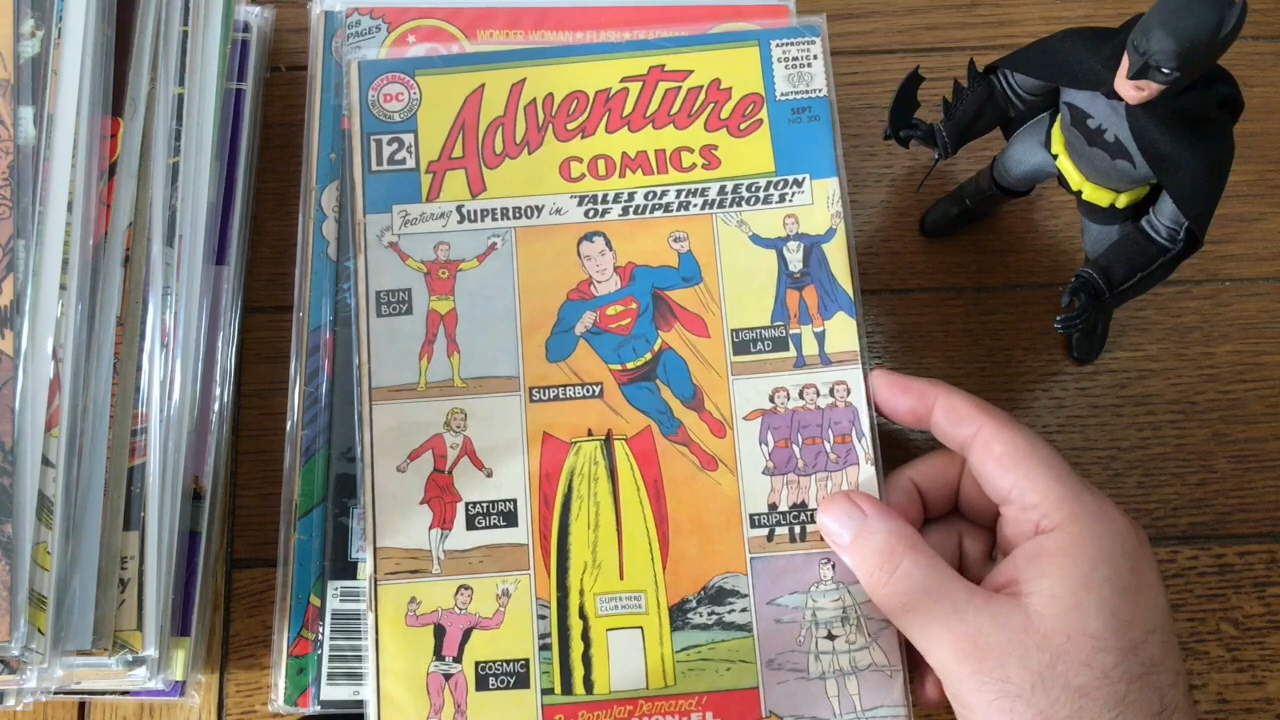 68
PAGES
WONDER WOMAN ★ FLASH ★ DEADMAN
SUPERMAN
DC
NATIONAL COMICS
12¢
Adventure
COMICS
APPROVED
BY THE
COMICS
CODE
AUTHORITY
SEPT.
NO. 300
Featuring SUPERBOY in "TALES OF THE LEGION
OF SUPER-HEROES!"
SUN
BOY
SUPERBOY
LIGHTNING
LAD
SATURN
GIRL
TRIPLICAT
SUPER-HERO
CLUB HOUSE
COSMIC
BOY
By Popular Demand!
MON-EL